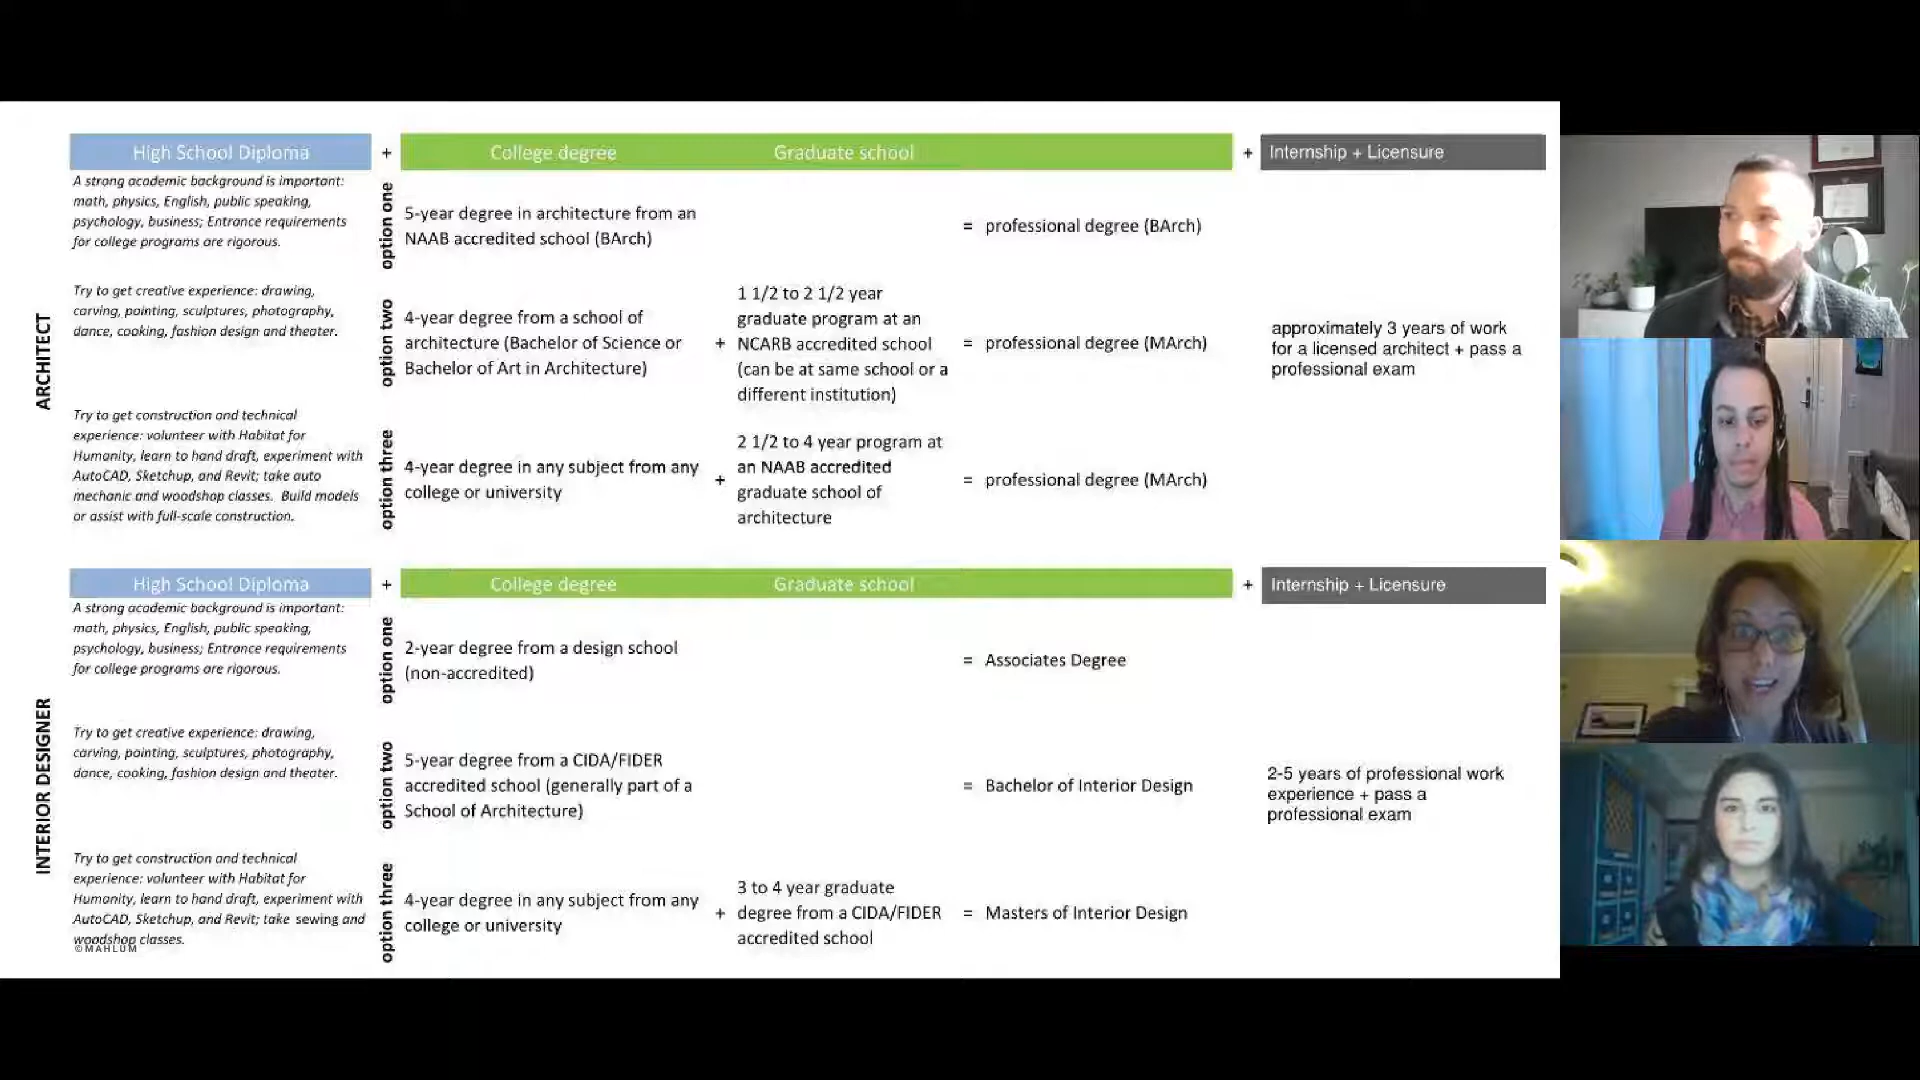 High School Diploma + College degree Graduate school + Internship + Licensure
ARCHITECT
A strong academic background is important:
math, physics, English, public speaking,
psychology, business; Entrance requirements
for college programs are rigorous.
Try to get creative experience: drawing,
carving, painting, sculptures, photography,
dance, cooking, fashion design and theater.
Try to get construction and technical
experience: volunteer with Habitat for
Humanity, learn to hand draft, experiment with
AutoCAD, Sketchup, and Revit; take auto
mechanic and woodshop classes. Build models
or assist with full-scale construction.
option one
5-year degree in architecture from an
NAAB accredited school (BArch)
= professional degree (BArch)
option two
4-year degree from a school of
architecture (Bachelor of Science or
Bachelor of Art in Architecture)
+
1 1/2 to 2 1/2 year
graduate program at an
NCARB accredited school
(can be at same school or a
different institution)
= professional degree (MArch)
option three
4-year degree in any subject from any
college or university
+
2 1/2 to 4 year program at
an NAAB accredited
graduate school of
architecture
= professional degree (MArch)
approximately 3 years of work
for a licensed architect + pass a
professional exam
High School Diploma + College degree Graduate school + Internship + Licensure
INTERIOR DESIGNER
A strong academic background is important:
math, physics, English, public speaking,
psychology, business; Entrance requirements
for college programs are rigorous.
Try to get creative experience: drawing,
carving, painting, sculptures, photography,
dance, cooking, fashion design and theater.
Try to get construction and technical
experience: volunteer with Habitat for
Humanity, learn to hand draft, experiment with
AutoCAD, Sketchup, and Revit; take sewing and
woodshop classes.
©MAHLUM
option one
2-year degree from a design school
(non-accredited)
= Associates Degree
option two
5-year degree from a CIDA/FIDER
accredited school (generally part of a
School of Architecture)
= Bachelor of Interior Design
option three
4-year degree in any subject from any
college or university
+
3 to 4 year graduate
degree from a CIDA/FIDER
accredited school
= Masters of Interior Design
2-5 years of professional work
experience + pass a
professional exam